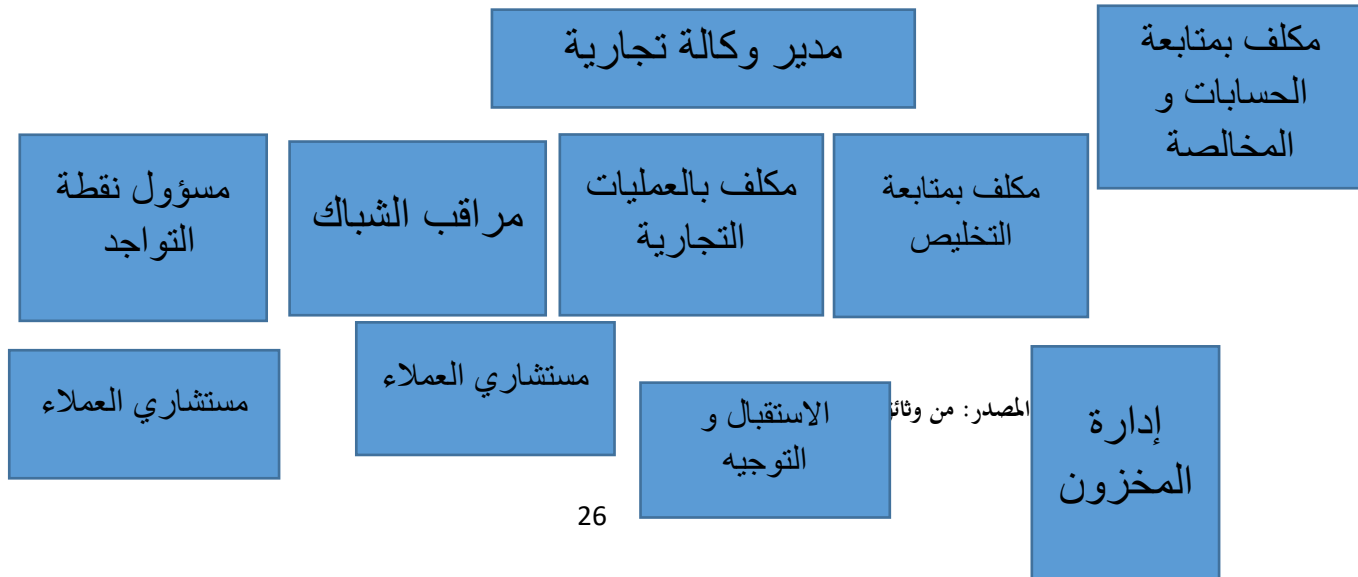 مدير وكالة تجارية
مكلف بمتابعة
الحسابات و
المخالصة
مكلف بمتابعة
التخليص
مكلف بالعمليات
التجارية
مراقب الشباك
مسؤول نقطة
التواجد
إدارة
المخزون
المصدر: من
الاستقبال و
التوجيه
مستشاري العملاء
مستشاري العملاء
26